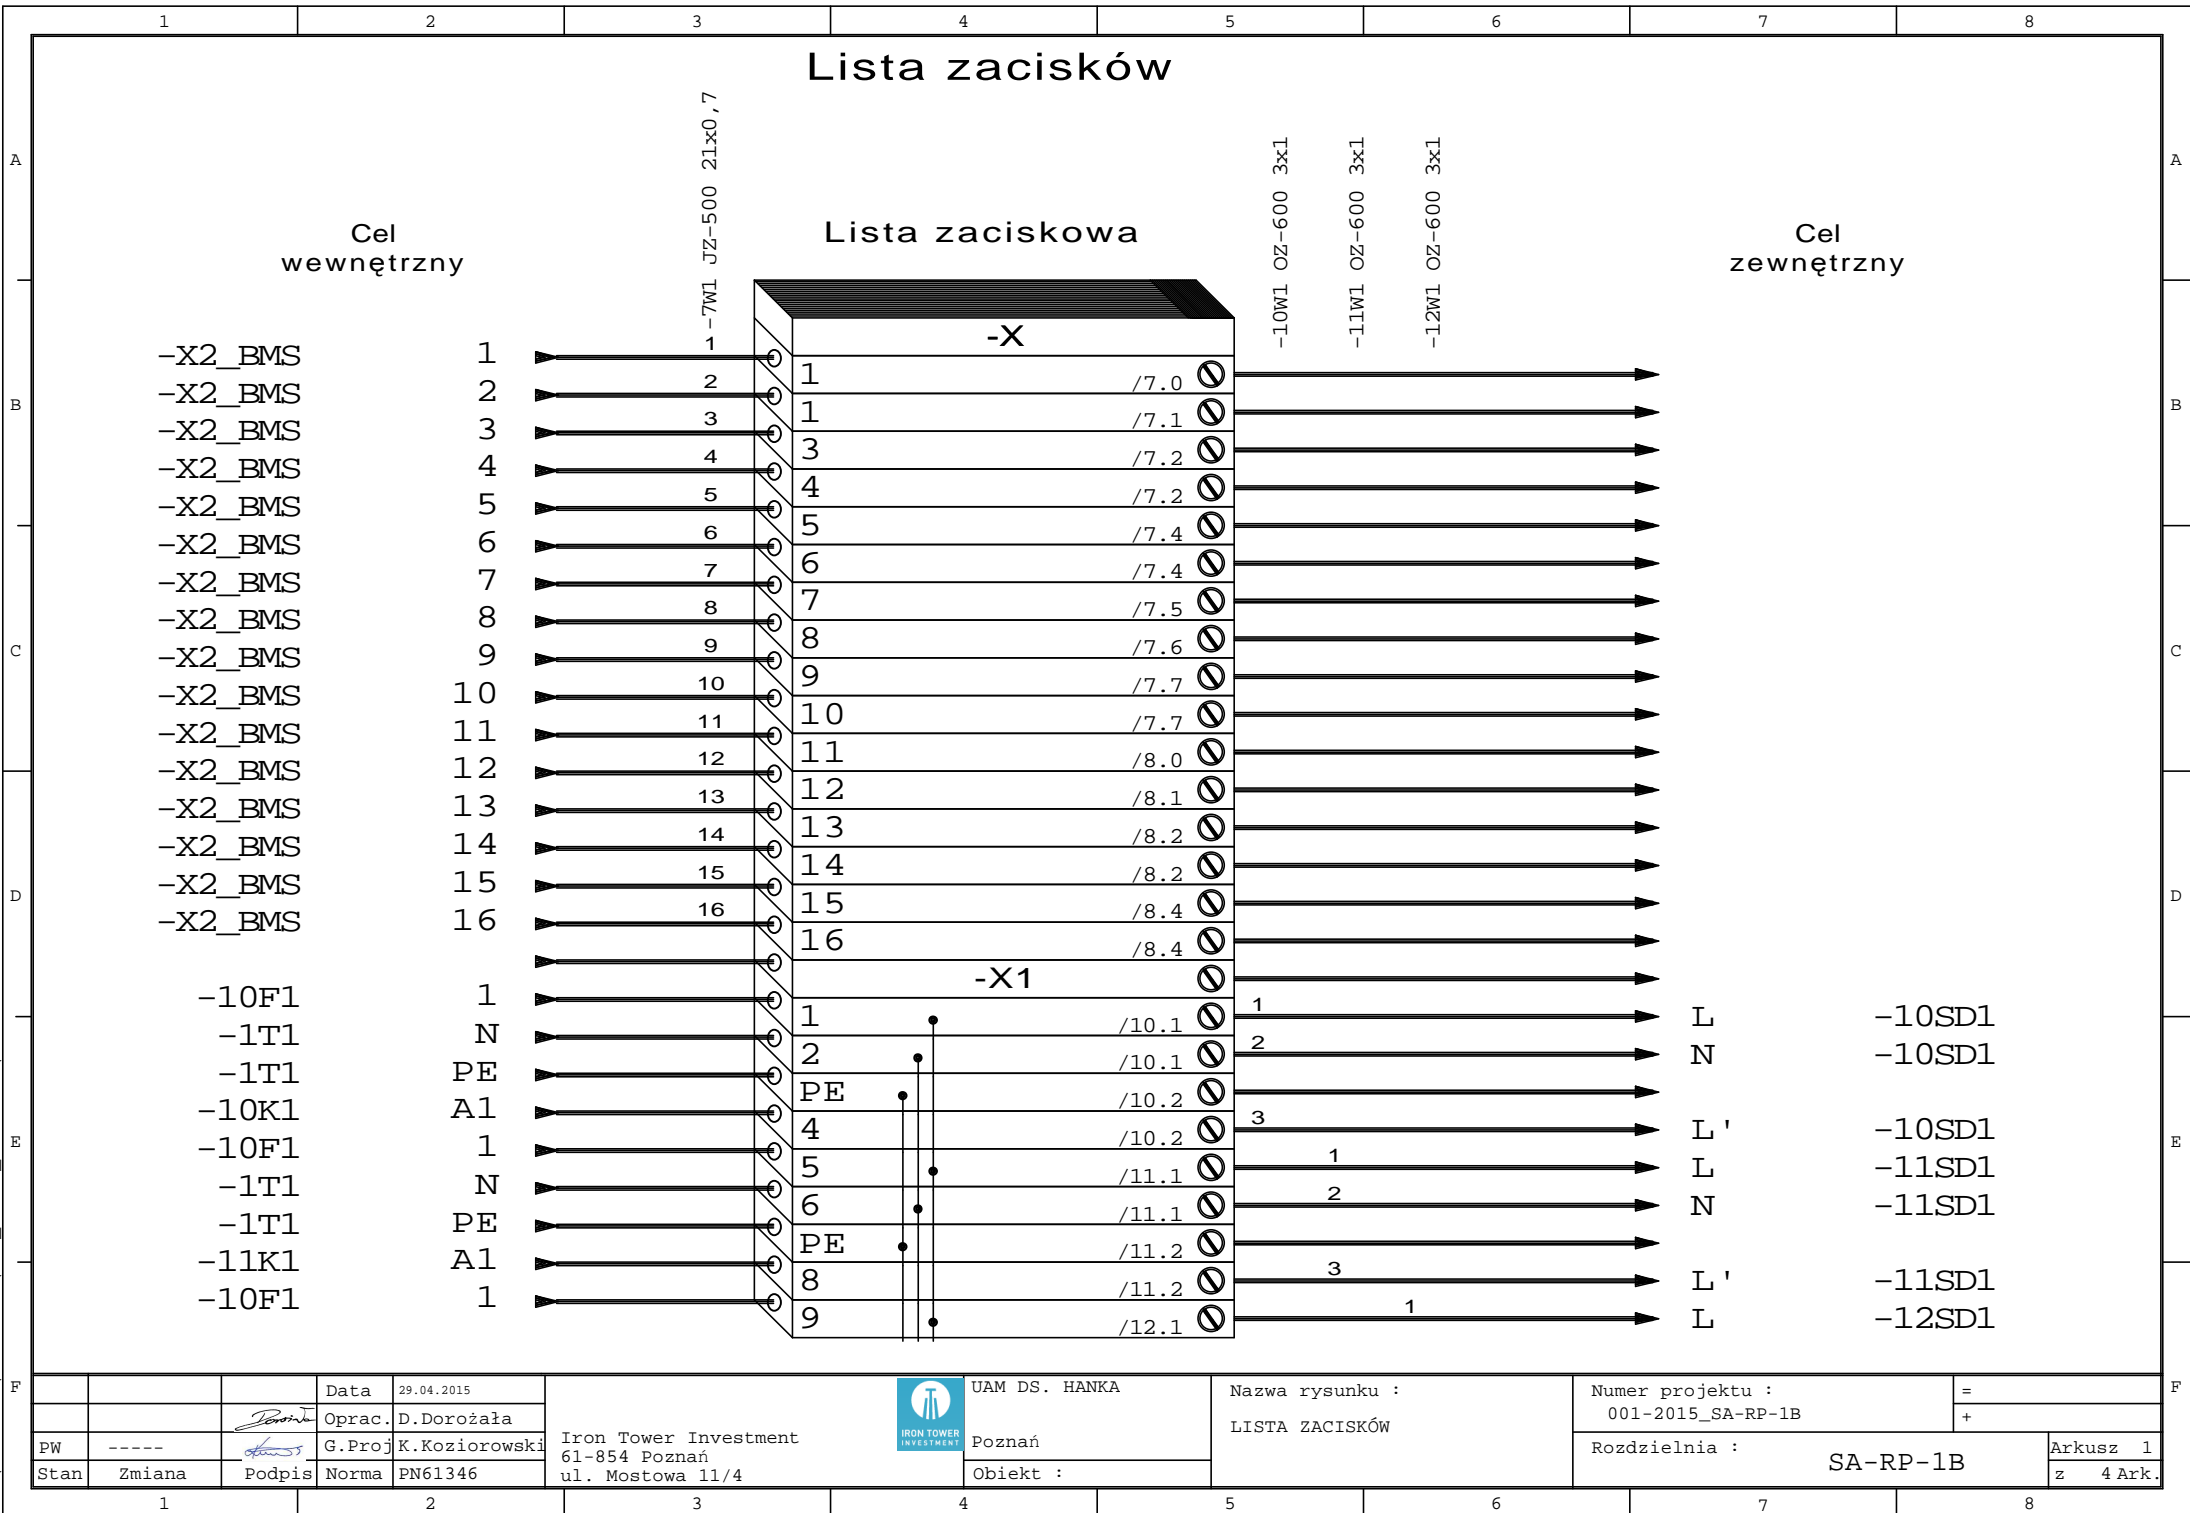 1 2 3 4 5 6 7 8
Lista zacisków
A A
-7W1 JZ-500 21x0,7
-10W1 OZ-600 3x1
-11W1 OZ-600 3x1
-12W1 OZ-600 3x1
Cel
wewnętrzny
Lista zaciskowa
Cel
zewnętrzny
-X
-X2_BMS 1 1 1 /7.0
-X2_BMS 2 2 1 /7.1
B B
-X2_BMS 3 3 3 /7.2
-X2_BMS 4 4 4 /7.2
-X2_BMS 5 5 5 /7.4
-X2_BMS 6 6 6 /7.4
-X2_BMS 7 7 7 /7.5
-X2_BMS 8 8 8 /7.6
C C
-X2_BMS 9 9 9 /7.7
-X2_BMS 10 10 10 /7.7
-X2_BMS 11 11 11 /8.0
-X2_BMS 12 12 12 /8.1
-X2_BMS 13 13 13 /8.2
-X2_BMS 14 14 14 /8.2
-X2_BMS 15 15 15 /8.4
D D
-X2_BMS 16 16 16 /8.4
-X1
-10F1 1 1 /10.1 1 L -10SD1
-1T1 N 2 /10.1 2 N -10SD1
-1T1 PE PE /10.2
-10K1 A1 4 /10.2 3 L' -10SD1
E E
-10F1 1 5 /11.1 1 L -11SD1
-1T1 N 6 /11.1 2 N -11SD1
-1T1 PE PE /11.2
-11K1 A1 8 /11.2 3 L' -11SD1
-10F1 1 9 /12.1 1 L -12SD1
F F
Data 29.04.2015
Oprac. D.Dorożała
PW ----- G.Proj K.Koziorowski
Stan Zmiana Podpis Norma PN61346
Iron Tower Investment
61-854 Poznań
ul. Mostowa 11/4
IRON TOWER
INVESTMENT
UAM DS. HANKA
Poznań
Obiekt :
Nazwa rysunku :
LISTA ZACISKÓW
Numer projektu :
001-2015_SA-RP-1B
=
+
Rozdzielnia :
SA-RP-1B
Arkusz 1
z 4 Ark.
1 2 3 4 5 6 7 8